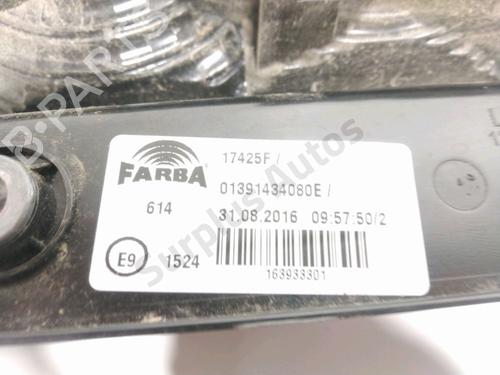 17425F /
FARBA
01391434080E /
614
31.08.2016 09:57:50/2
E9 1524
163933301
B-PARTS
Surplus Autos